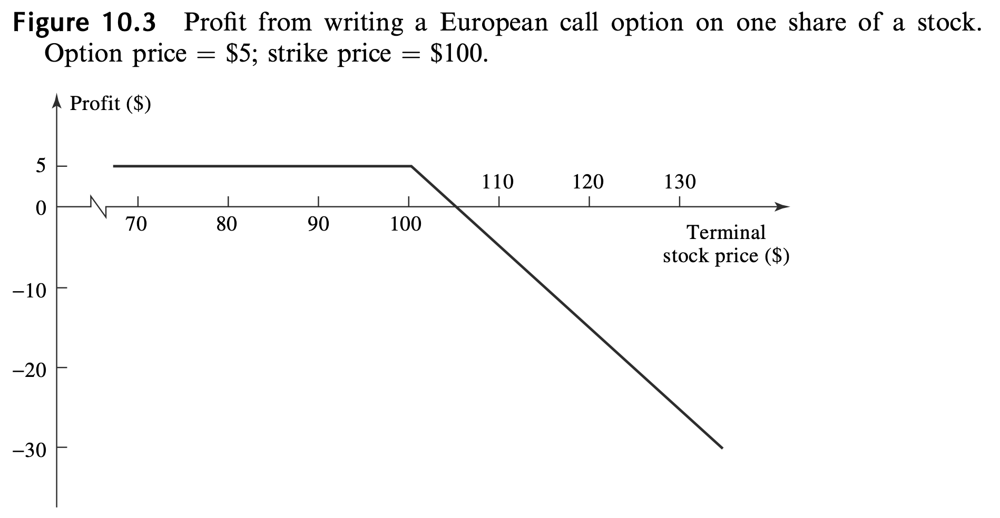 Figure 10.3 Profit from writing a European call option on one share of a stock.
Option price = $5; strike price = $100.
Profit ($)
5
110 120 130
0
70 80 90 100
Terminal
stock price ($)
–10
–20
–30